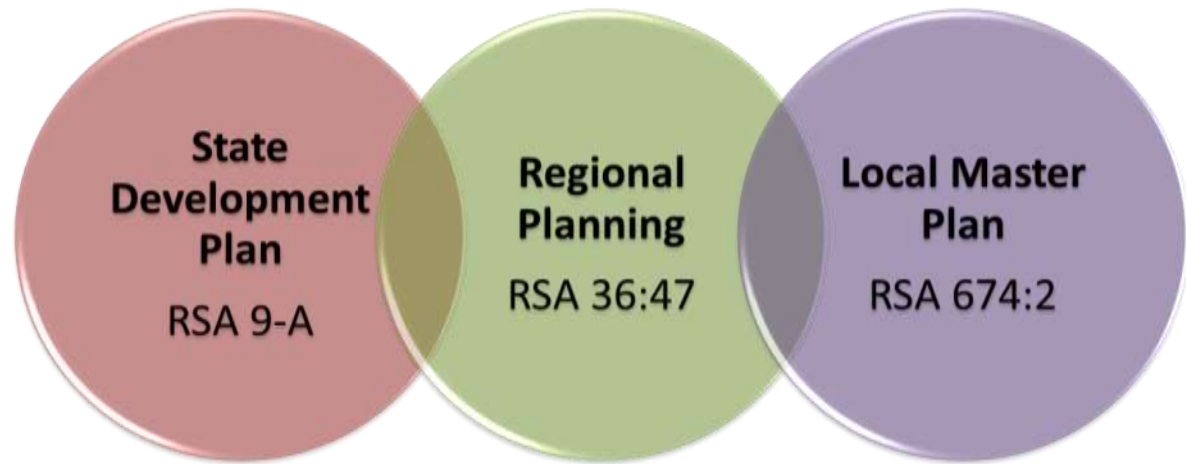 State
Development
Plan
RSA 9-A
Regional
Planning
RSA 36:47
Local Master
Plan
RSA 674:2